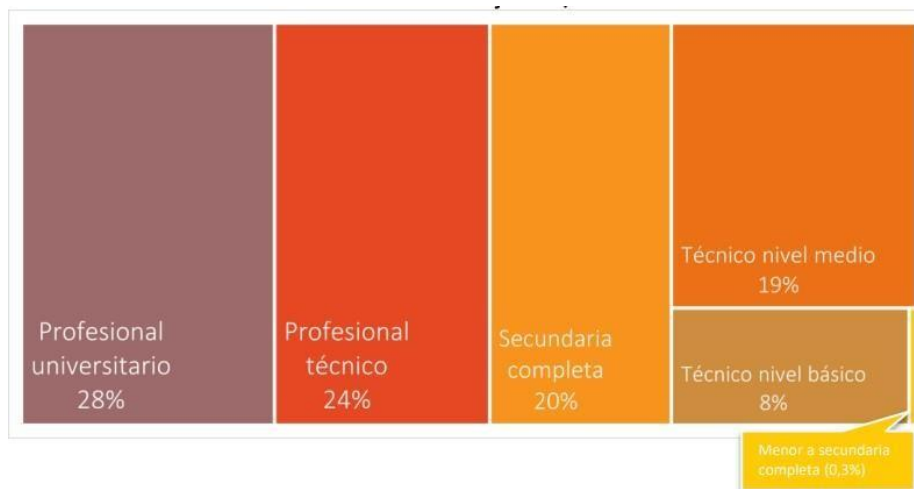 Profesional
universitario
28%
Profesional
técnico
24%
Secundaria
completa
20%
Técnico nivel medio
19%
Técnico nivel básico
8%
Menor a secundaria
completa (0,3%)